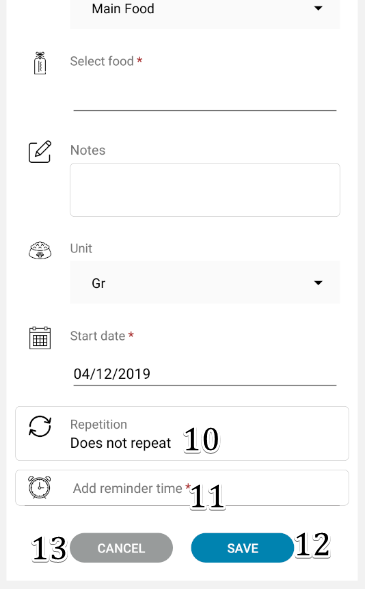 Main Food
Select food *
Notes
Unit
Gr
Start date *
04/12/2019
Repetition
Does not repeat 10
Add reminder time * 11
13 CANCEL SAVE 12